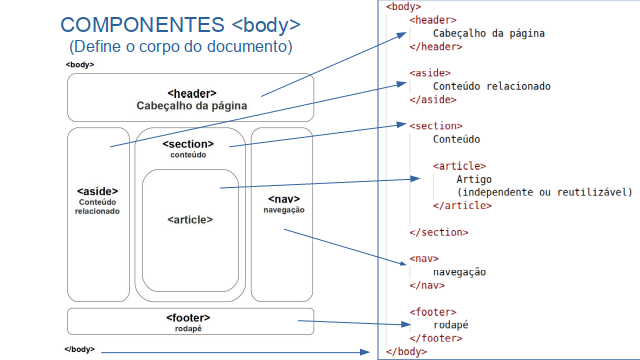 COMPONENTES <body>
(Define o corpo do documento)
<body>
<header>
Cabeçalho da página
<aside>
Conteúdo
relacionado
<section>
conteúdo
<article>
<nav>
navegação
<footer>
rodapé
</body>
<body>
<header>
Cabeçalho da página
</header>
<aside>
Conteúdo relacionado
</aside>
<section>
Conteúdo
<article>
Artigo
(independente ou reutilizável)
</article>
</section>
<nav>
navegação
</nav>
<footer>
rodapé
</footer>
</body>